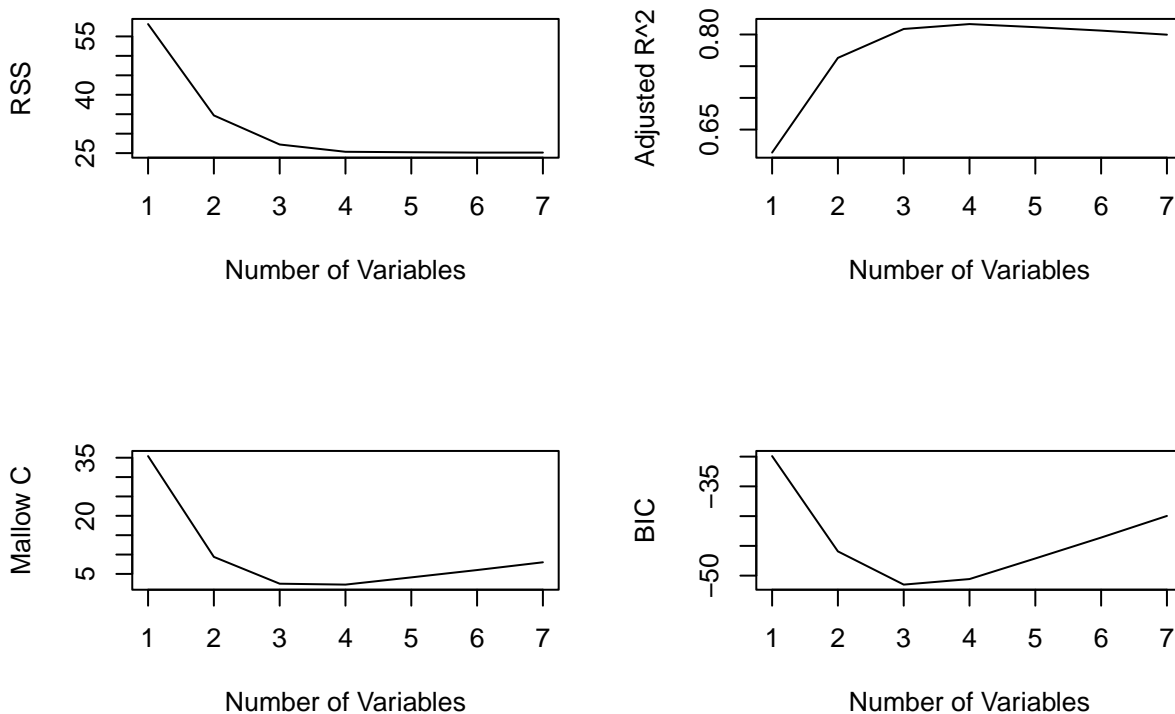 RSS
55
40
25
1 2 3 4 5 6 7
Number of Variables
Adjusted R^2
0.80
0.65
1 2 3 4 5 6 7
Number of Variables
Mallow C
35
20
5
1 2 3 4 5 6 7
Number of Variables
BIC
−35
−50
1 2 3 4 5 6 7
Number of Variables